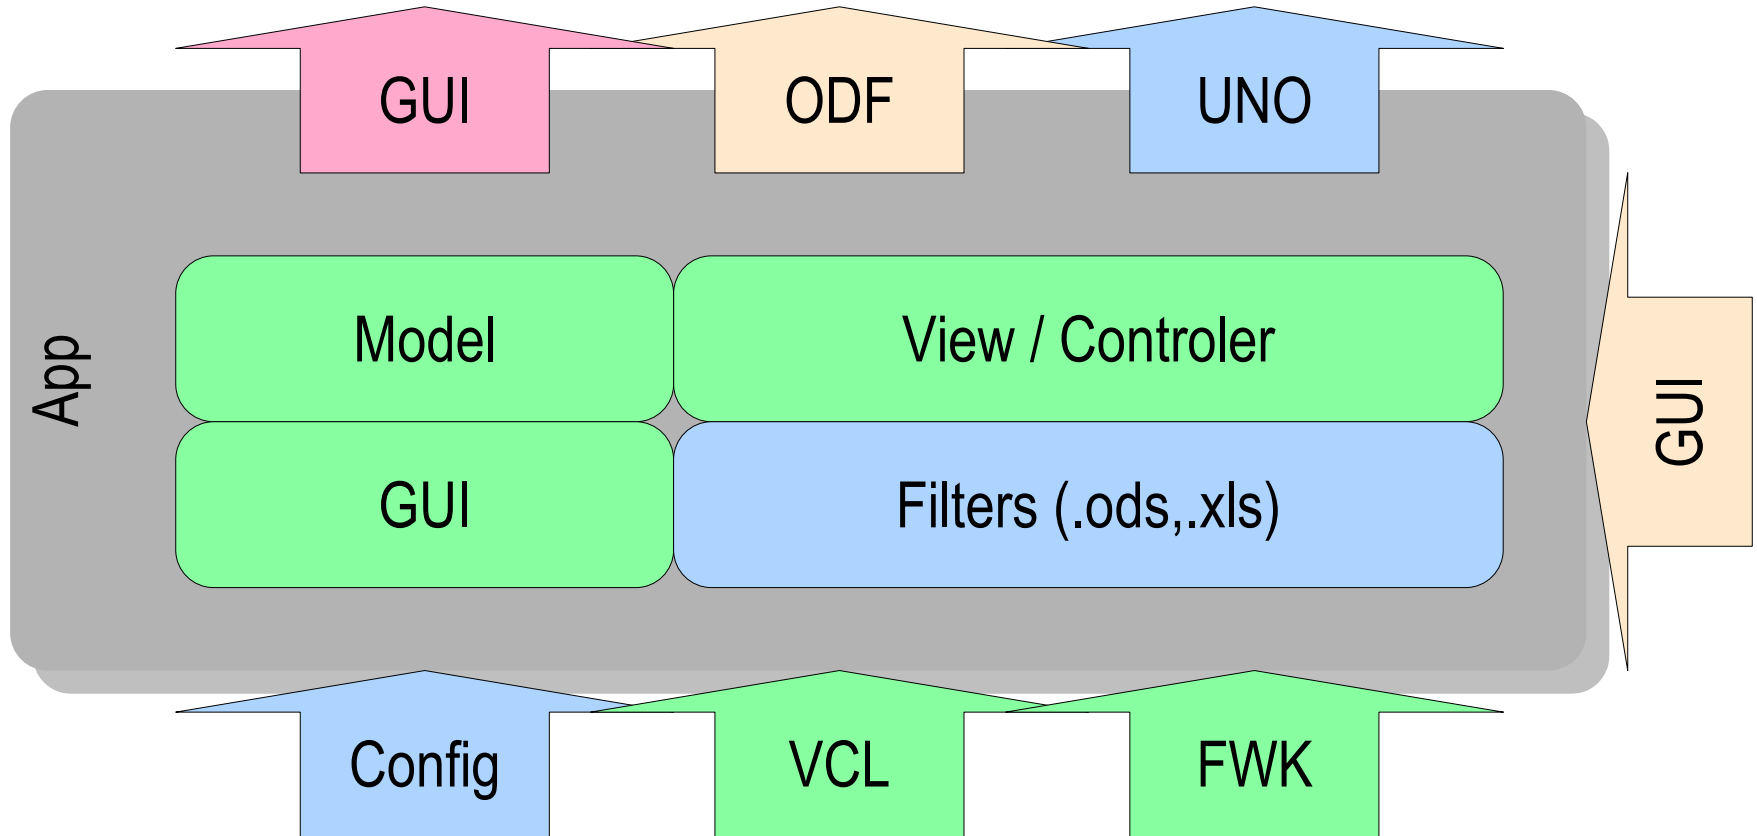 GUI
ODF
UNO
App
Model
View / Controler
GUI
GUI
Filters (.ods,.xls)
Config
VCL
FWK